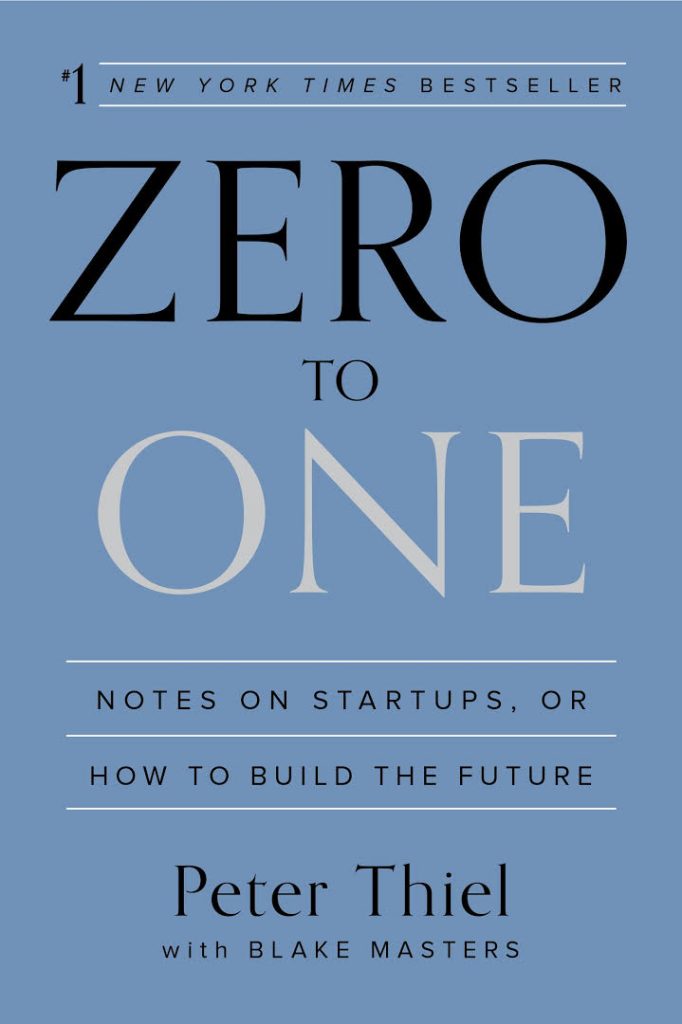 #1 NEW YORK TIMES BESTSELLER
ZERO
TO
ONE
NOTES ON STARTUPS, OR
HOW TO BUILD THE FUTURE
Peter Thiel
with BLAKE MASTERS